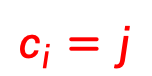 c_i = j